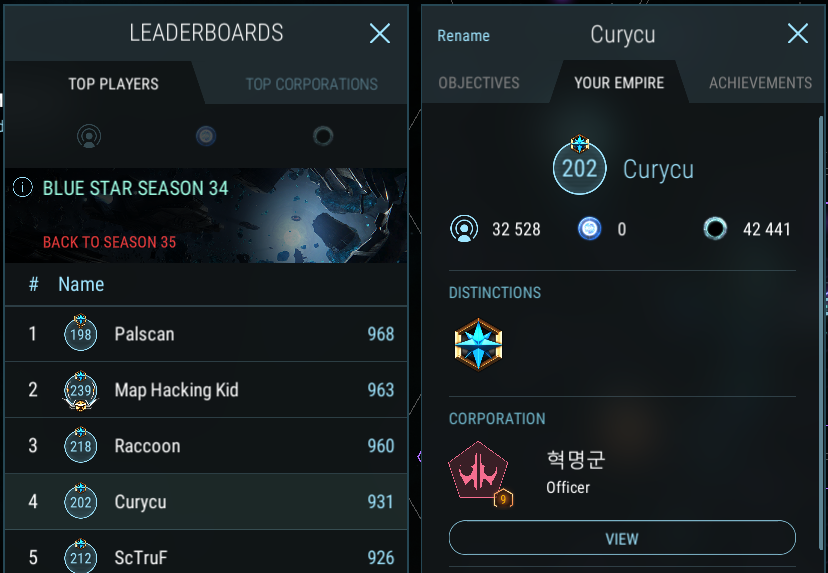 LEADERBOARDS
TOP PLAYERS
TOP CORPORATIONS
BLUE STAR SEASON 34
BACK TO SEASON 35
# Name
1 198 Palscan 968
2 239 Map Hacking Kid 963
3 218 Raccoon 960
4 202 Curycu 931
5 212 ScTruF 926
Rename
Curycu
OBJECTIVES
YOUR EMPIRE
ACHIEVEMENTS
202 Curycu
32 528
0
42 441
DISTINCTIONS
CORPORATION
혁명군
Officer
9
VIEW